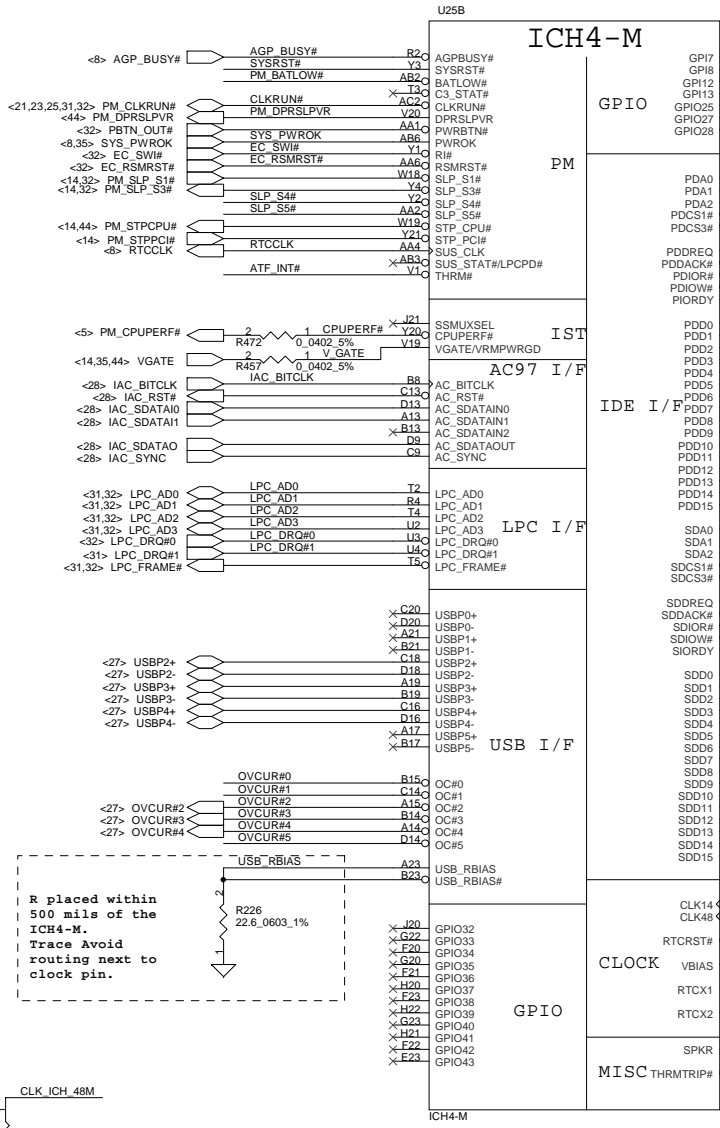 U25B
ICH4-M
<8> AGP_BUSY# AGP_BUSY# R2 AGPBUSY#
SYSRST# Y3 SYSRST#
PM_BATLOW# AB2 BATLOW#
T3 C3_STAT#
<21,23,25,31,32> PM_CLKRUN# CLKRUN# AC2 CLKRUN#
<44> PM_DPRSLPVR PM_DPRSLPVR V20 DPRSLPVR
<32> PBTN_OUT# AA1 PWRBTN#
<8,35> SYS_PWROK SYS_PWROK AB6 PWROK
<32> EC_SWI# EC_SWI# Y1 RI#
<32> EC_RSMRST# EC_RSMRST# AA6 RSMRST#
<14,32> PM_SLP_S1# W18 SLP_S1#
<14,32> PM_SLP_S3# Y4 SLP_S3#
SLP_S4# Y2 SLP_S4#
SLP_S5# AA2 SLP_S5#
<14,44> PM_STPCPU# W19 STP_CPU#
<14> PM_STPPCI# Y21 STP_PCI#
<8> RTCCLK RTCCLK AA4 SUS_CLK
AB3 SUS_STAT#/LPCPD#
ATF_INT# V1 THRM#
PM
GPIO
GPI7
GPI8
GPI12
GPI13
GPIO25
GPIO27
GPIO28
J21 SSMUXSEL
<5> PM_CPUPERF# 2 1 CPUPERF# Y20 CPUPERF#
R472 0_0402_5%
<14,35,44> VGATE 2 1 V_GATE V19 VGATE/VRMPWRGD
R457 0_0402_5%
IST
AC97 I/F
<28> IAC_BITCLK IAC_BITCLK B8 AC_BITCLK
<28> IAC_RST# C13 AC_RST#
<28> IAC_SDATAI0 D13 AC_SDATAIN0
<28> IAC_SDATAI1 A13 AC_SDATAIN1
B13 AC_SDATAIN2
<28> IAC_SDATAO D9 AC_SDATAOUT
<28> IAC_SYNC C9 AC_SYNC
<31,32> LPC_AD0 LPC_AD0 T2 LPC_AD0
<31,32> LPC_AD1 LPC_AD1 R4 LPC_AD1
<31,32> LPC_AD2 LPC_AD2 T4 LPC_AD2
<31,32> LPC_AD3 LPC_AD3 U2 LPC_AD3
<32> LPC_DRQ#0 LPC_DRQ#0 U3 LPC_DRQ#0
<31> LPC_DRQ#1 LPC_DRQ#1 U4 LPC_DRQ#1
<31,32> LPC_FRAME# T5 LPC_FRAME#
LPC I/F
C20 USBP0+
D20 USBP0-
A21 USBP1+
B21 USBP1-
<27> USBP2+ C18 USBP2+
<27> USBP2- D18 USBP2-
<27> USBP3+ A19 USBP3+
<27> USBP3- B19 USBP3-
<27> USBP4+ C16 USBP4+
<27> USBP4- D16 USBP4-
A17 USBP5+
B17 USBP5-
USB I/F
OVCUR#0 B15 OC#0
OVCUR#1 C14 OC#1
<27> OVCUR#2 OVCUR#2 A15 OC#2
<27> OVCUR#3 OVCUR#3 B14 OC#3
<27> OVCUR#4 OVCUR#4 A14 OC#4
OVCUR#5 D14 OC#5
USB_RBIAS A23 USB_RBIAS
B23 USB_RBIAS#
R placed within
500 mils of the
ICH4-M.
Trace Avoid
routing next to
clock pin.
2
R226
22.6_0603_1%
1
J20 GPIO32
G22 GPIO33
F20 GPIO34
G20 GPIO35
F21 GPIO36
H20 GPIO37
F23 GPIO38
H22 GPIO39
G23 GPIO40
H21 GPIO41
F22 GPIO42
E23 GPIO43
GPIO
PDA0
PDA1
PDA2
PDCS1#
PDCS3#
PDDREQ
PDDACK#
PDIOR#
PDIOW#
PIORDY
PDD0
PDD1
PDD2
PDD3
PDD4
PDD5
PDD6
PDD7
PDD8
PDD9
PDD10
PDD11
PDD12
PDD13
PDD14
PDD15
IDE I/F
SDA0
SDA1
SDA2
SDCS1#
SDCS3#
SDDREQ
SDDACK#
SDIOR#
SDIOW#
SIORDY
SDD0
SDD1
SDD2
SDD3
SDD4
SDD5
SDD6
SDD7
SDD8
SDD9
SDD10
SDD11
SDD12
SDD13
SDD14
SDD15
CLK14
CLK48
RTCRST#
CLOCK VBIAS
RTCX1
RTCX2
SPKR
MISC THRMTRIP#
CLK_ICH_48M
ICH4-M